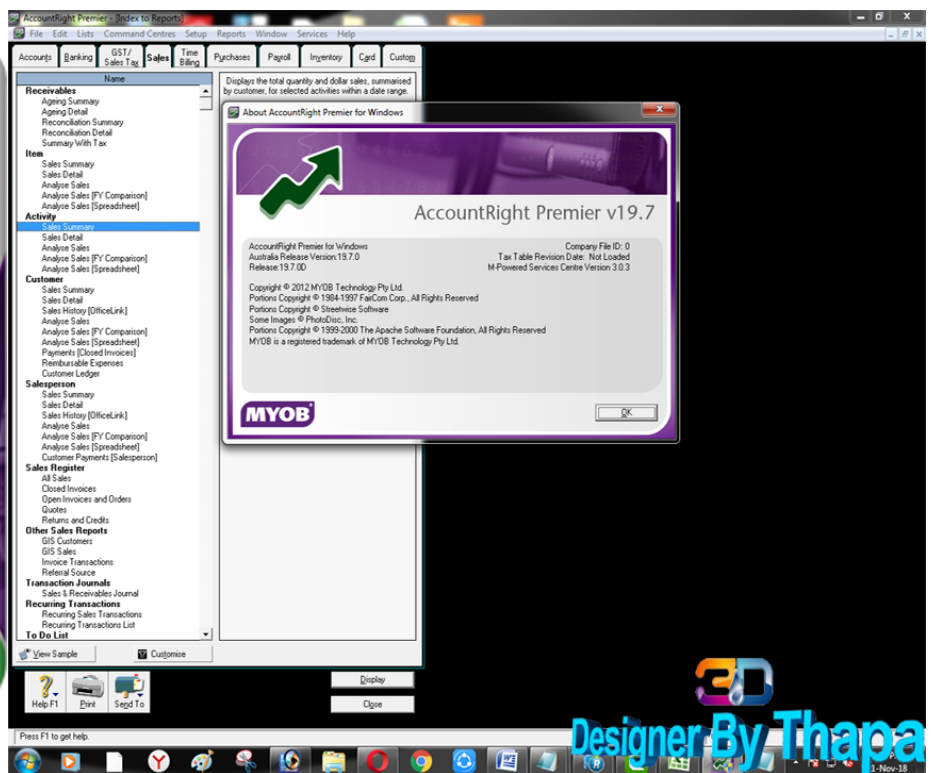 AccountRight Premier - [Index to Reports]
File Edit Lists Command Centres Setup Reports Window Services Help
Accounts
Banking
GST/
Sales Tax
Sales
Time
Billing
Purchases
Payroll
Inventory
Card
Custom
Name
Receivables
Ageing Summary
Ageing Detail
Reconciliation Summary
Reconciliation Detail
Summary With Tax
Item
Sales Summary
Sales Detail
Analyse Sales
Analyse Sales [FY Comparison]
Analyse Sales [Spreadsheet]
Activity
Sales Summary
Sales Detail
Analyse Sales
Analyse Sales [FY Comparison]
Analyse Sales [Spreadsheet]
Customer
Sales Summary
Sales Detail
Sales History [OfficeLink]
Analyse Sales
Analyse Sales [FY Comparison]
Analyse Sales [Spreadsheet]
Payments [Closed Invoices]
Reimbursable Expenses
Customer Ledger
Salesperson
Sales Summary
Sales Detail
Sales History [OfficeLink]
Analyse Sales
Analyse Sales [FY Comparison]
Analyse Sales [Spreadsheet]
Customer Payments [Salesperson]
Sales Register
All Sales
Closed Invoices
Open Invoices and Orders
Quotes
Returns and Credits
Other Sales Reports
GIS Customers
GIS Sales
Invoice Transactions
Referral Source
Transaction Journals
Sales & Receivables Journal
Recurring Transactions
Recurring Sales Transactions
Recurring Transactions List
To Do List
View Sample
Customise
Displays the total quantity and dollar sales, summarised
by customer, for selected activities within a date range.
About AccountRight Premier for Windows
AccountRight Premier v19.7
AccountRight Premier for Windows
Australia Release Version:19.7.0
Release:19.7.0D
Company File ID: 0
Tax Table Revision Date: Not Loaded
M-Powered Services Centre Version 3.0.3
Copyright © 2012 MYOB Technology Pty Ltd.
Portions Copyright © 1984-1997 FairCom Corp., All Rights Reserved
Portions Copyright © Streetwise Software
Some Images © PhotoDisc, Inc.
Portions Copyright © 1999-2000 The Apache Software Foundation, All Rights Reserved
MYOB is a registered trademark of MYOB Technology Pty Ltd.
MYOB
OK
Help F1
Print
Send To
Display
Close
Press F1 to get help.
3D
Designer By Thapa
1-Nov-18